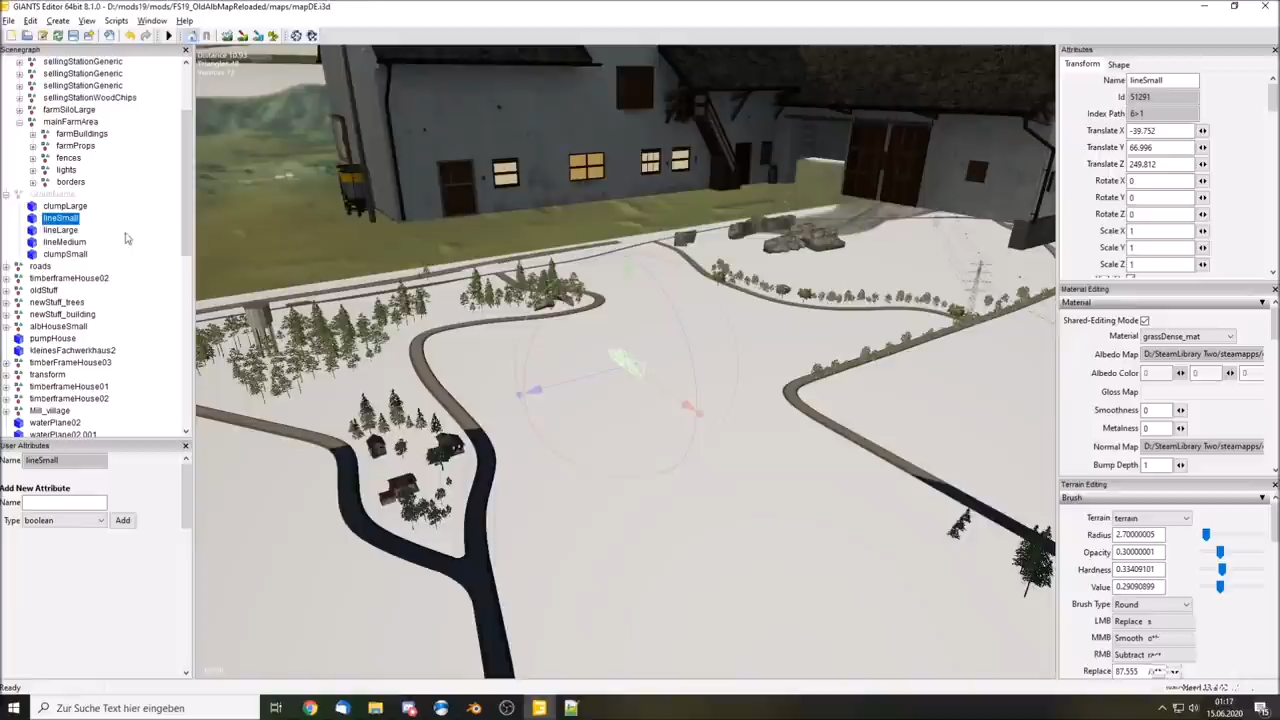 GIANTS Editor 64bit 8.1.0 - D:/mods19/mods/FS19_OldAlbMapReloaded/maps/mapDE.i3d
File Edit Create View Scripts Window FS19
Scenegraph
sellingStationGeneric
sellingStationGeneric
sellingStationGeneric
sellingStationWoodChips
farmSiloLarge
mainFarmArea
farmBuildings
farmProps
fences
lights
borders
clumpLarge
lineSmall
lineLarge
lineMedium
clumpSmall
roads
timberframeHouse02
oldStuff
newStuff_trees
newStuff_building
albHouseSmall
pumpHouse
kleinesFachwerkhaus2
timberFrameHouse03
transform
timberframeHouse01
timberframeHouse02
Mill_village
waterPlane02
waterPlane02.001
User Attributes
Name lineSmall
Add New Attribute
Name
Type boolean Add
Ready
Attributes
Transform Shape
Name lineSmall
Id 51291
Index Path 6>1
Translate X -39.752
Translate Y 66.996
Translate Z 249.812
Rotate X 0
Rotate Y 0
Rotate Z 0
Scale X 1
Scale Y 1
Scale Z 1
Material Editing
Material
Shared-Editing Mode
Material grassDense_mat
Albedo Map D:/SteamLibrary Two/steamapps/
Albedo Color 0 0 0
Gloss Map
Smoothness 0
Metalness 0
Normal Map D:/SteamLibrary Two/steamapps/
Bump Depth 1
Terrain Editing
Brush
Terrain terrain
Radius 2.70000005
Opacity 0.30000001
Hardness 0.33409101
Value 0.29090899
Brush Type Round
LMB Replace
MMB Smooth
RMB Subtract
Replace 87.555
Zur Suche Text hier eingeben
01:17
15.06.2020